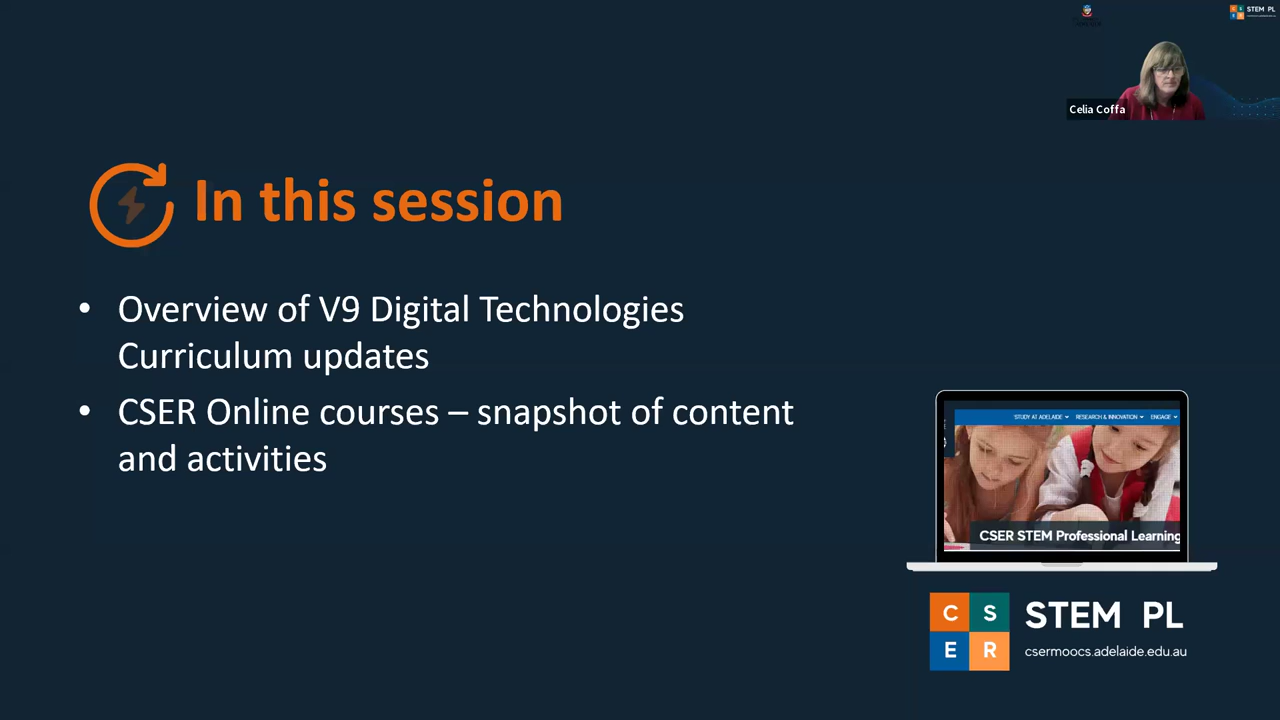 C S STEM PL
E R
Celia Coffa
In this session
• Overview of V9 Digital Technologies
Curriculum updates
• CSER Online courses – snapshot of content
and activities
STUDY AT ADELAIDE RESEARCH & INNOVATION ENGAGE
CSER STEM Professional Learning
C S STEM PL
E R csermoocs.adelaide.edu.au